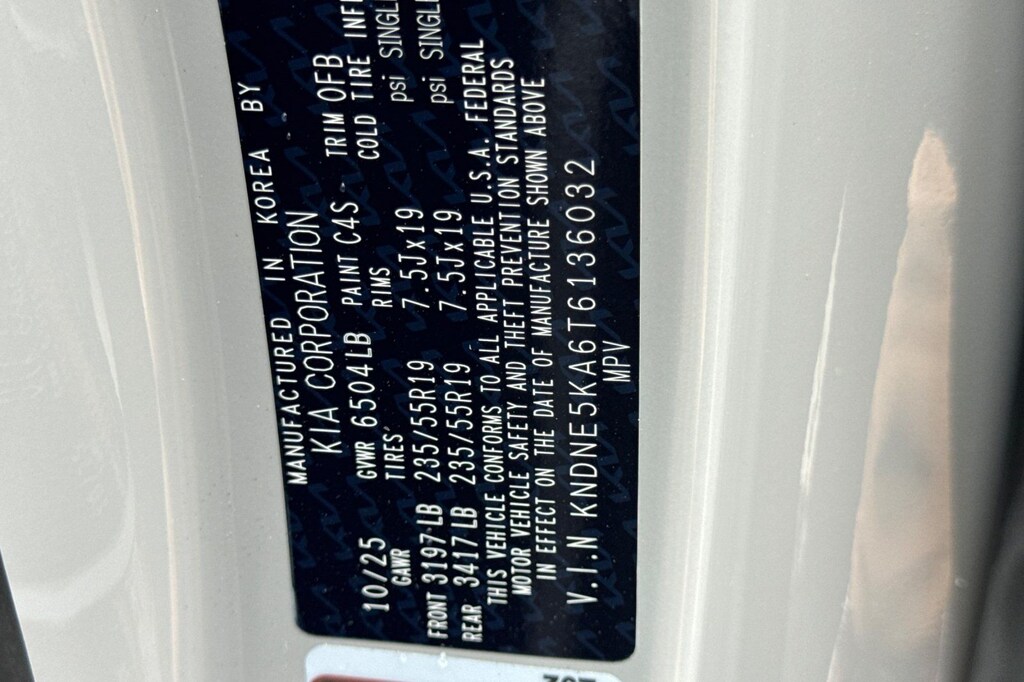 MANUFACTURED IN KOREA BY
KIA CORPORATION
10/25 GVWR 6504LB PAINT C4S TRIM OFB
GAWR TIRES RIMS COLD TIRE
FRONT 3197LB 235/55R19 7.5Jx19 psi
REAR 3417LB 235/55R19 7.5Jx19 psi
THIS VEHICLE CONFORMS TO ALL APPLICABLE U.S.A. FEDERAL
MOTOR VEHICLE SAFETY AND THEFT PREVENTION STANDARDS
IN EFFECT ON THE DATE OF MANUFACTURE SHOWN ABOVE
V.I.N KNDNE5KA6T6136032
MPV